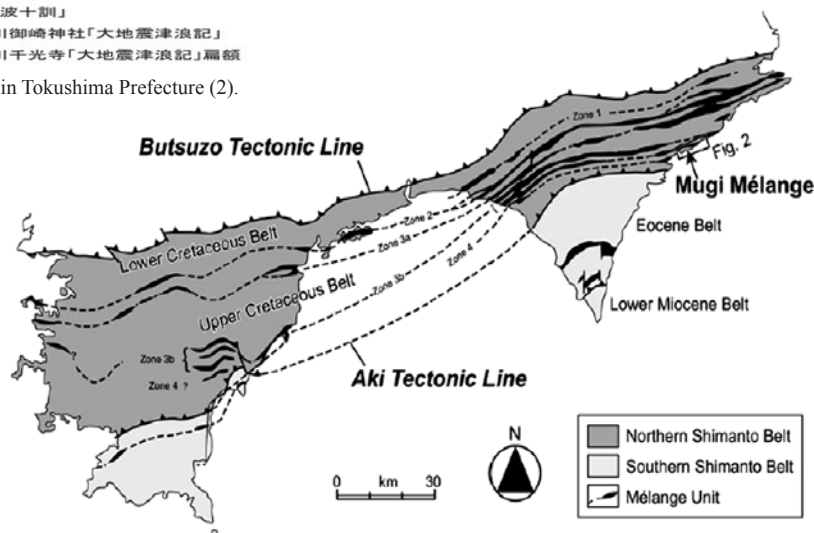 波十訓」
川御崎神社「大地震津浪記」
川千光寺「大地震津浪記」扁額
in Tokushima Prefecture (2).
Butsuzo Tectonic Line
Zone 1
Fig. 2
Mugi Mélange
Eocene Belt
Lower Miocene Belt
Lower Cretaceous Belt
Zone 2
Zone 3a
Zone 4
Zone 3b
Upper Cretaceous Belt
Zone 3b
Zone 4 ?
Aki Tectonic Line
N
0 km 30
Northern Shimanto Belt
Southern Shimanto Belt
Mélange Unit